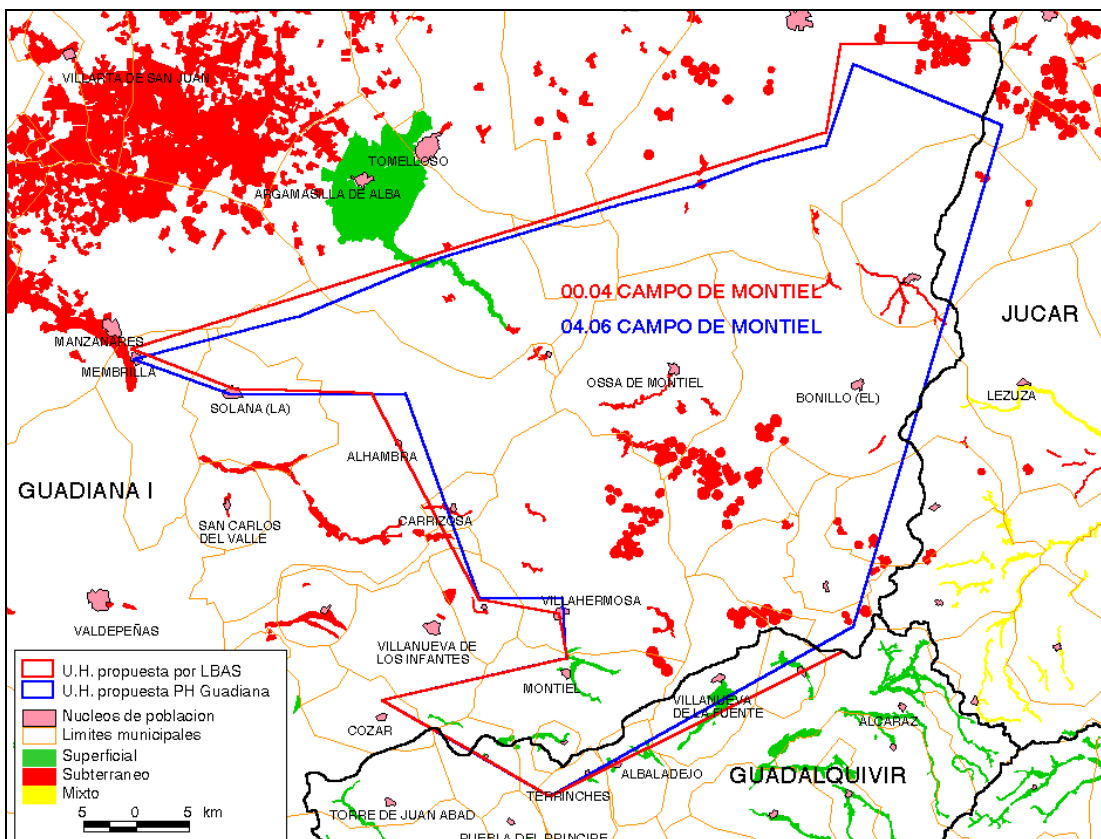 VILLARTA DE SAN JUAN
TOMELLOSO
ARGAMASILLA DE ALBA
00.04 CAMPO DE MONTIEL
04.06 CAMPO DE MONTIEL
JUCAR
MANZANARES
MEMBRILLA
OSSA DE MONTIEL
BONILLO (EL)
LEZUZA
SOLANA (LA)
ALHAMBRA
GUADIANA I
SAN CARLOS
DEL VALLE
CARRIZOSA
VILLAHERMOSA
VALDEPEÑAS
VILLANUEVA DE
LOS INFANTES
MONTIEL
VILLANUEVA
DE LA FUENTE
COZAR
ALCARAZ
ALBALADEJO
GUADALQUIVIR
TERRINCHES
TORRE DE JUAN ABAD
PUEBLA DEL PRINCIPE
U.H. propuesta por LBAS
U.H. propuesta PH Guadiana
Nucleos de poblacion
Limites municipales
Superficial
Subterraneo
Mixto
5 0 5 km